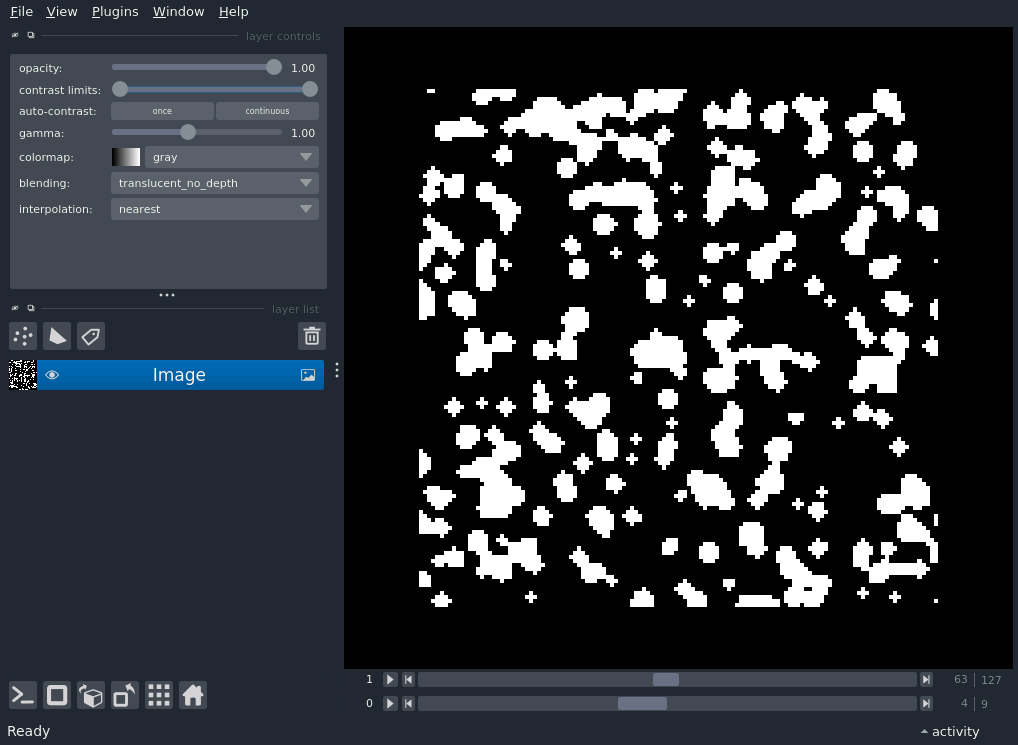 File View Plugins Window Help
layer controls
opacity: 1.00
contrast limits:
auto-contrast: once continuous
gamma: 1.00
colormap: gray
blending: translucent_no_depth
interpolation: nearest
layer list
Image
1 63 127
0 4 9
Ready activity